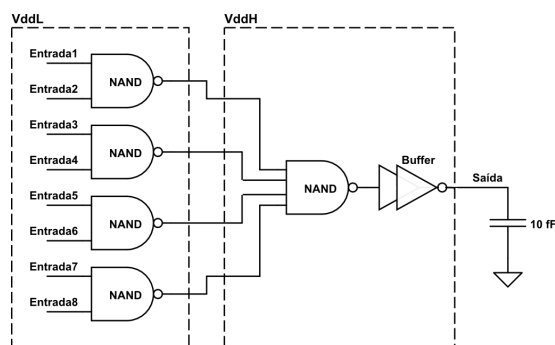 VddL
VddH
Entrada1
Entrada2
NAND
Entrada3
Entrada4
NAND
Entrada5
Entrada6
NAND
Entrada7
Entrada8
NAND
NAND
Buffer
Saída
10 fF